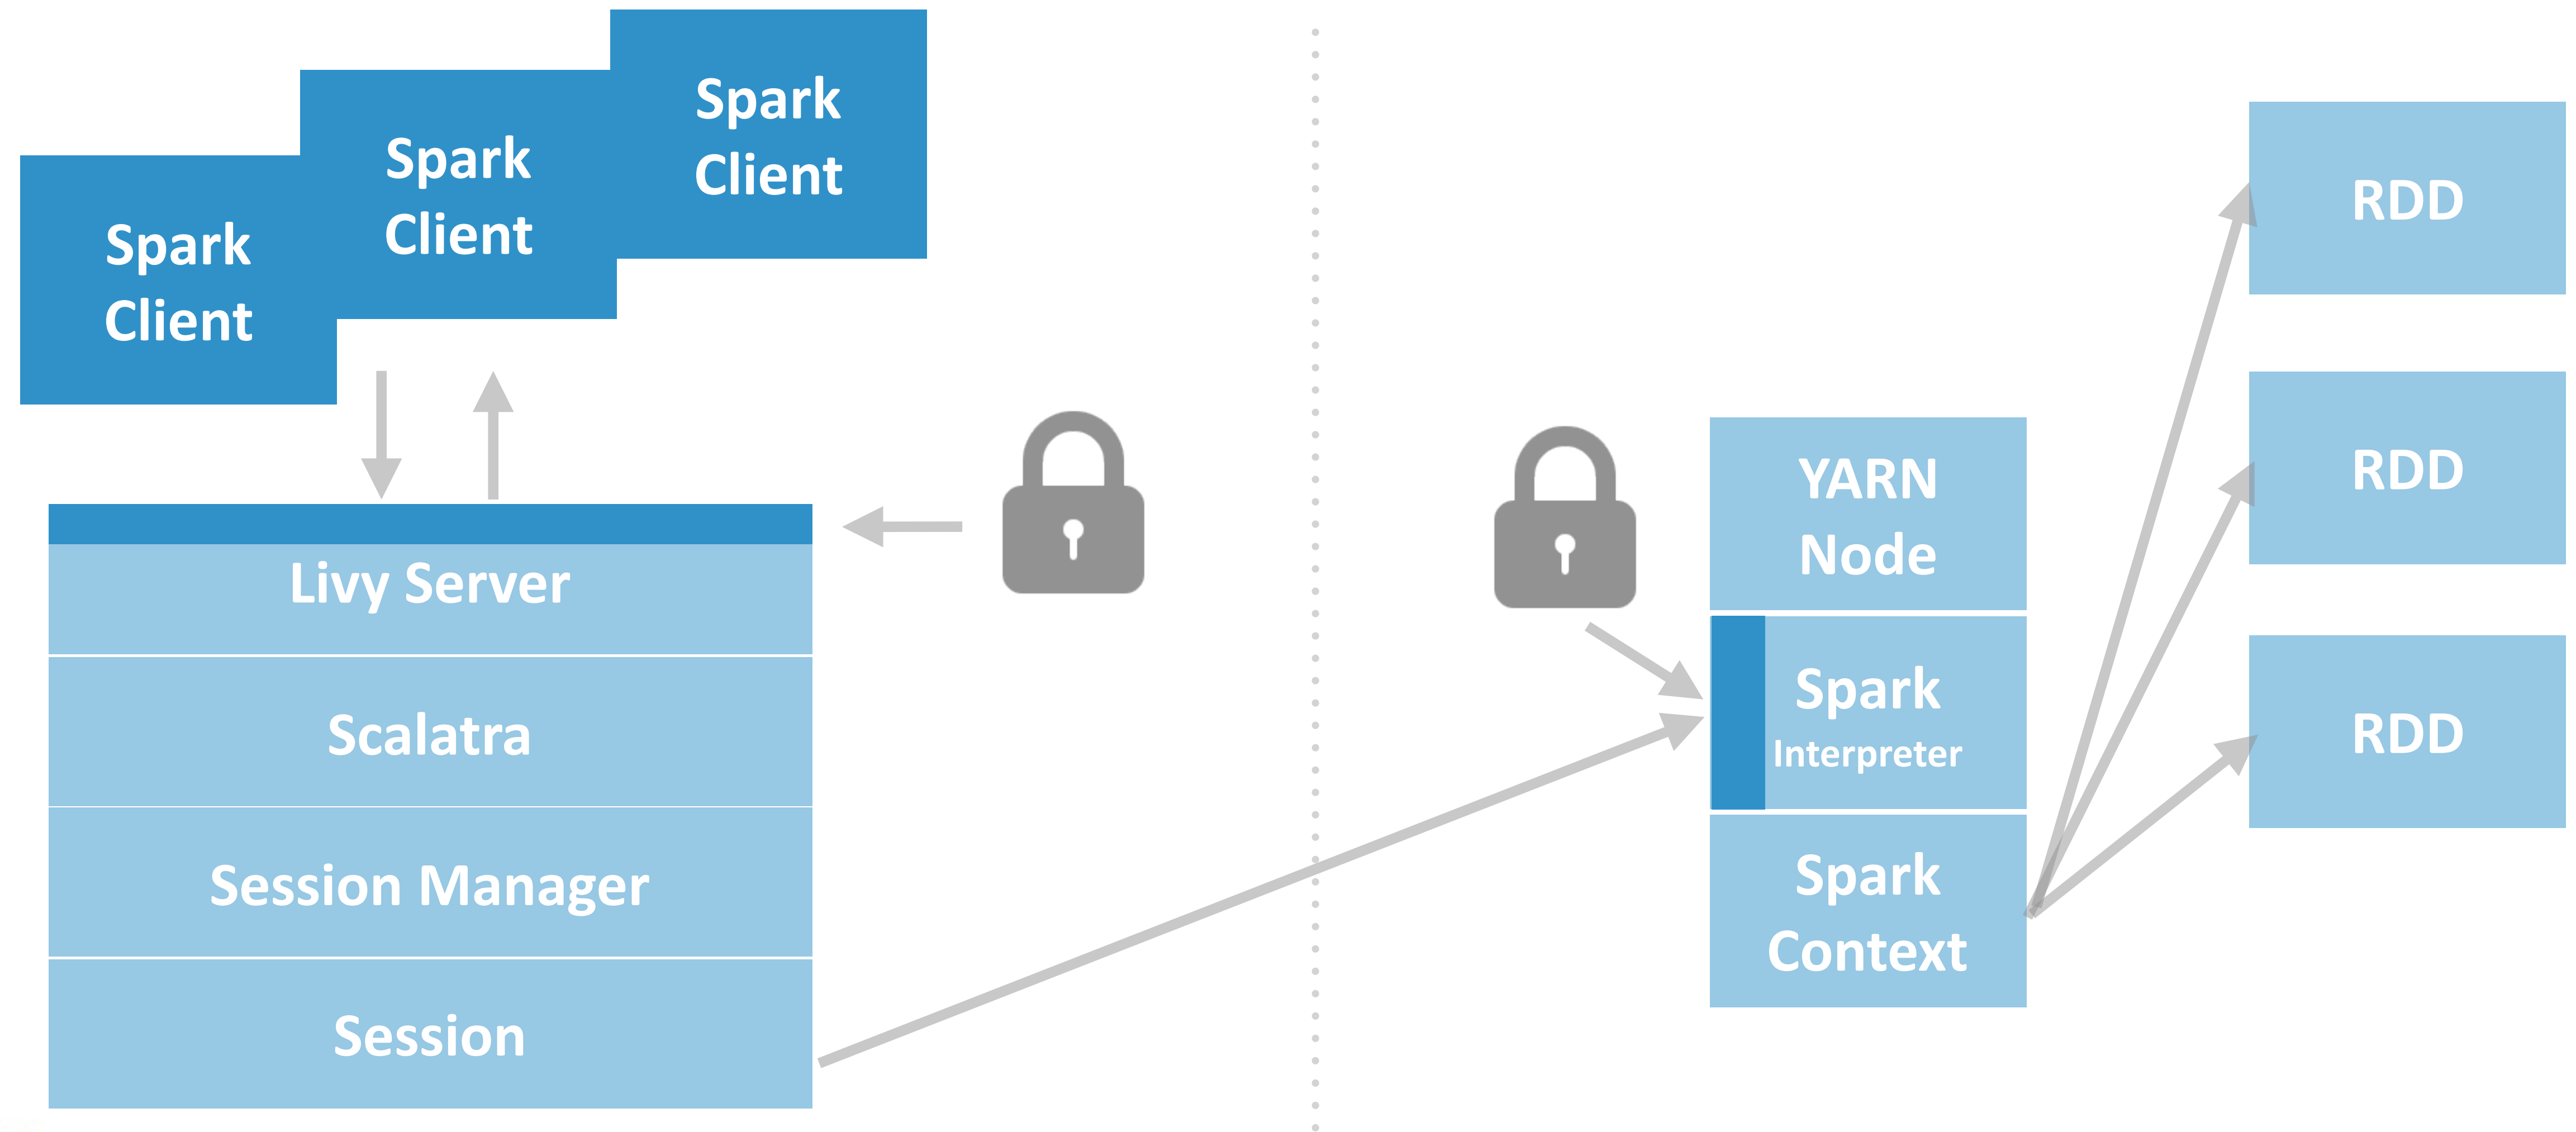 Spark
Client
Spark
Client
Spark
Client
Livy Server
Scalatra
Session Manager
Session
YARN
Node
Spark
Interpreter
Spark
Context
RDD
RDD
RDD